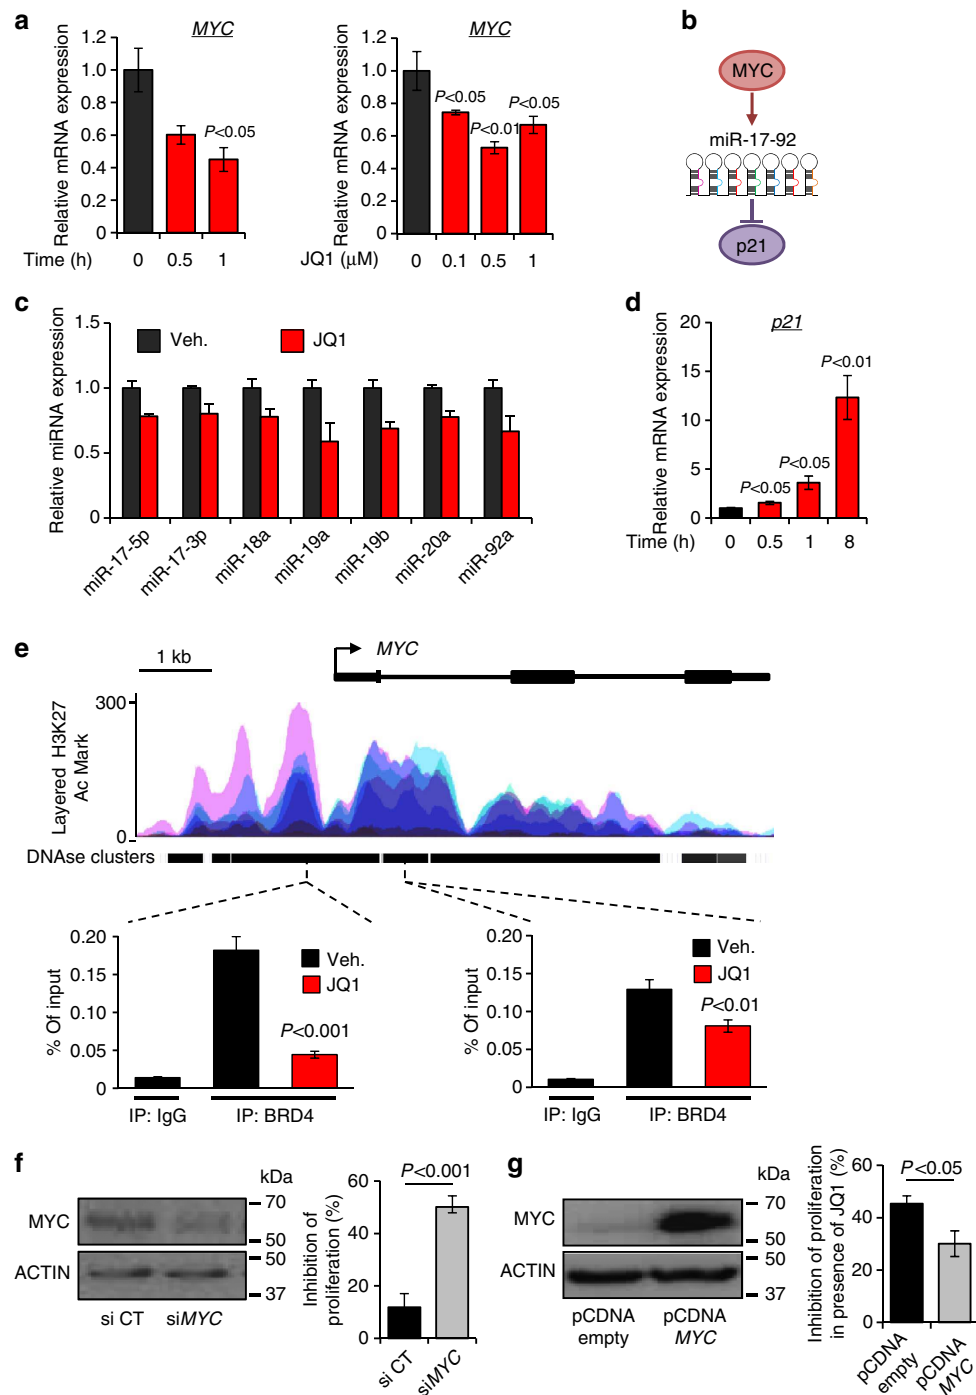 a
MYC
Relative mRNA expression
1.2
1.0
0.8
0.6
0.4
0.2
0
P<0.05
Time (h)
0 0.5 1
MYC
Relative mRNA expression
1.2
1.0
0.8
0.6
0.4
0.2
0
P<0.05
P<0.01
P<0.05
JQ1 (μM)
0 0.1 0.5 1
b
MYC
miR-17-92
p21
c
Relative miRNA expression
1.5
1.0
0.5
0
Veh.
JQ1
miR-17-5p
miR-17-3p
miR-18a
miR-19a
miR-19b
miR-20a
miR-92a
d
p21
Relative mRNA expression
20
15
10
5
0
P<0.05
P<0.05
P<0.01
Time (h)
0 0.5 1 8
e
1 kb
MYC
Layered H3K27
Ac Mark
300
0
DNAse clusters
% Of input
0.20
0.15
0.10
0.05
0
Veh.
JQ1
P<0.001
IP: IgG
IP: BRD4
% Of input
0.20
0.15
0.10
0.05
0
Veh.
JQ1
P<0.01
IP: IgG
IP: BRD4
f
kDa
MYC
70
50
ACTIN
50
37
si CT
siMYC
Inhibition of
proliferation (%)
60
40
20
0
P<0.001
si CT
siMYC
g
kDa
MYC
70
50
ACTIN
50
37
pCDNA
empty
pCDNA
MYC
Inhibition of proliferation
in presence of JQ1 (%)
60
40
20
0
P<0.05
pCDNA
empty
pCDNA
MYC